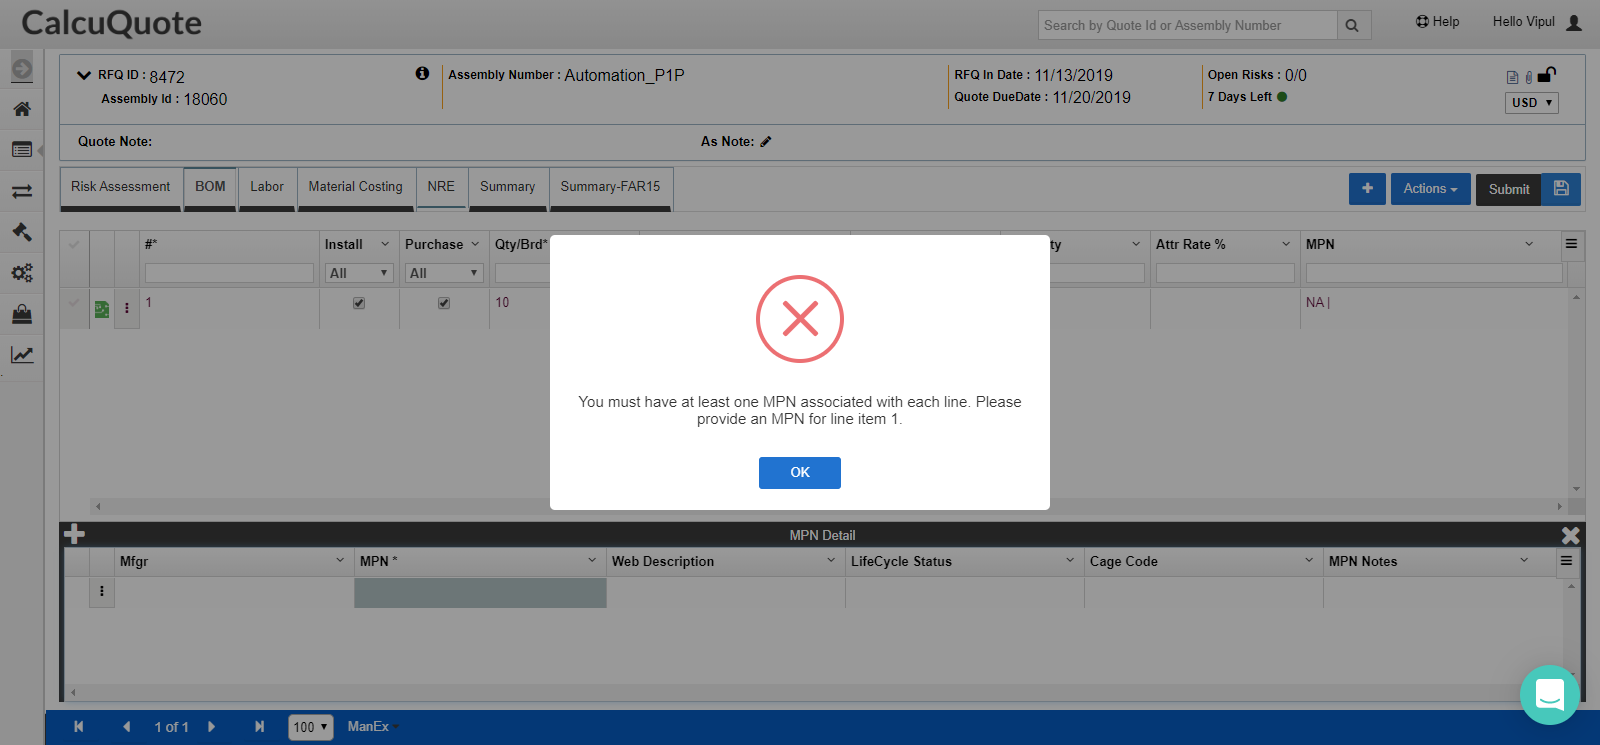 CalcuQuote
Search by Quote Id or Assembly Number
Help
Hello Vipul
RFQ ID : 8472
Assembly Number : Automation_P1P
RFQ In Date : 11/13/2019
Open Risks : 0/0
Assembly Id : 18060
Quote DueDate : 11/20/2019
7 Days Left
USD
Quote Note:
As Note:
Risk Assessment
BOM
Labor
Material Costing
NRE
Summary
Summary-FAR15
Actions
Submit
#*
Install
Purchase
Qty/Brd*
ty
Attr Rate %
MPN
All
All
1
10
NA |
You must have at least one MPN associated with each line. Please
provide an MPN for line item 1.
OK
MPN Detail
Mfgr
MPN *
Web Description
LifeCycle Status
Cage Code
MPN Notes
1 of 1
100
ManEx